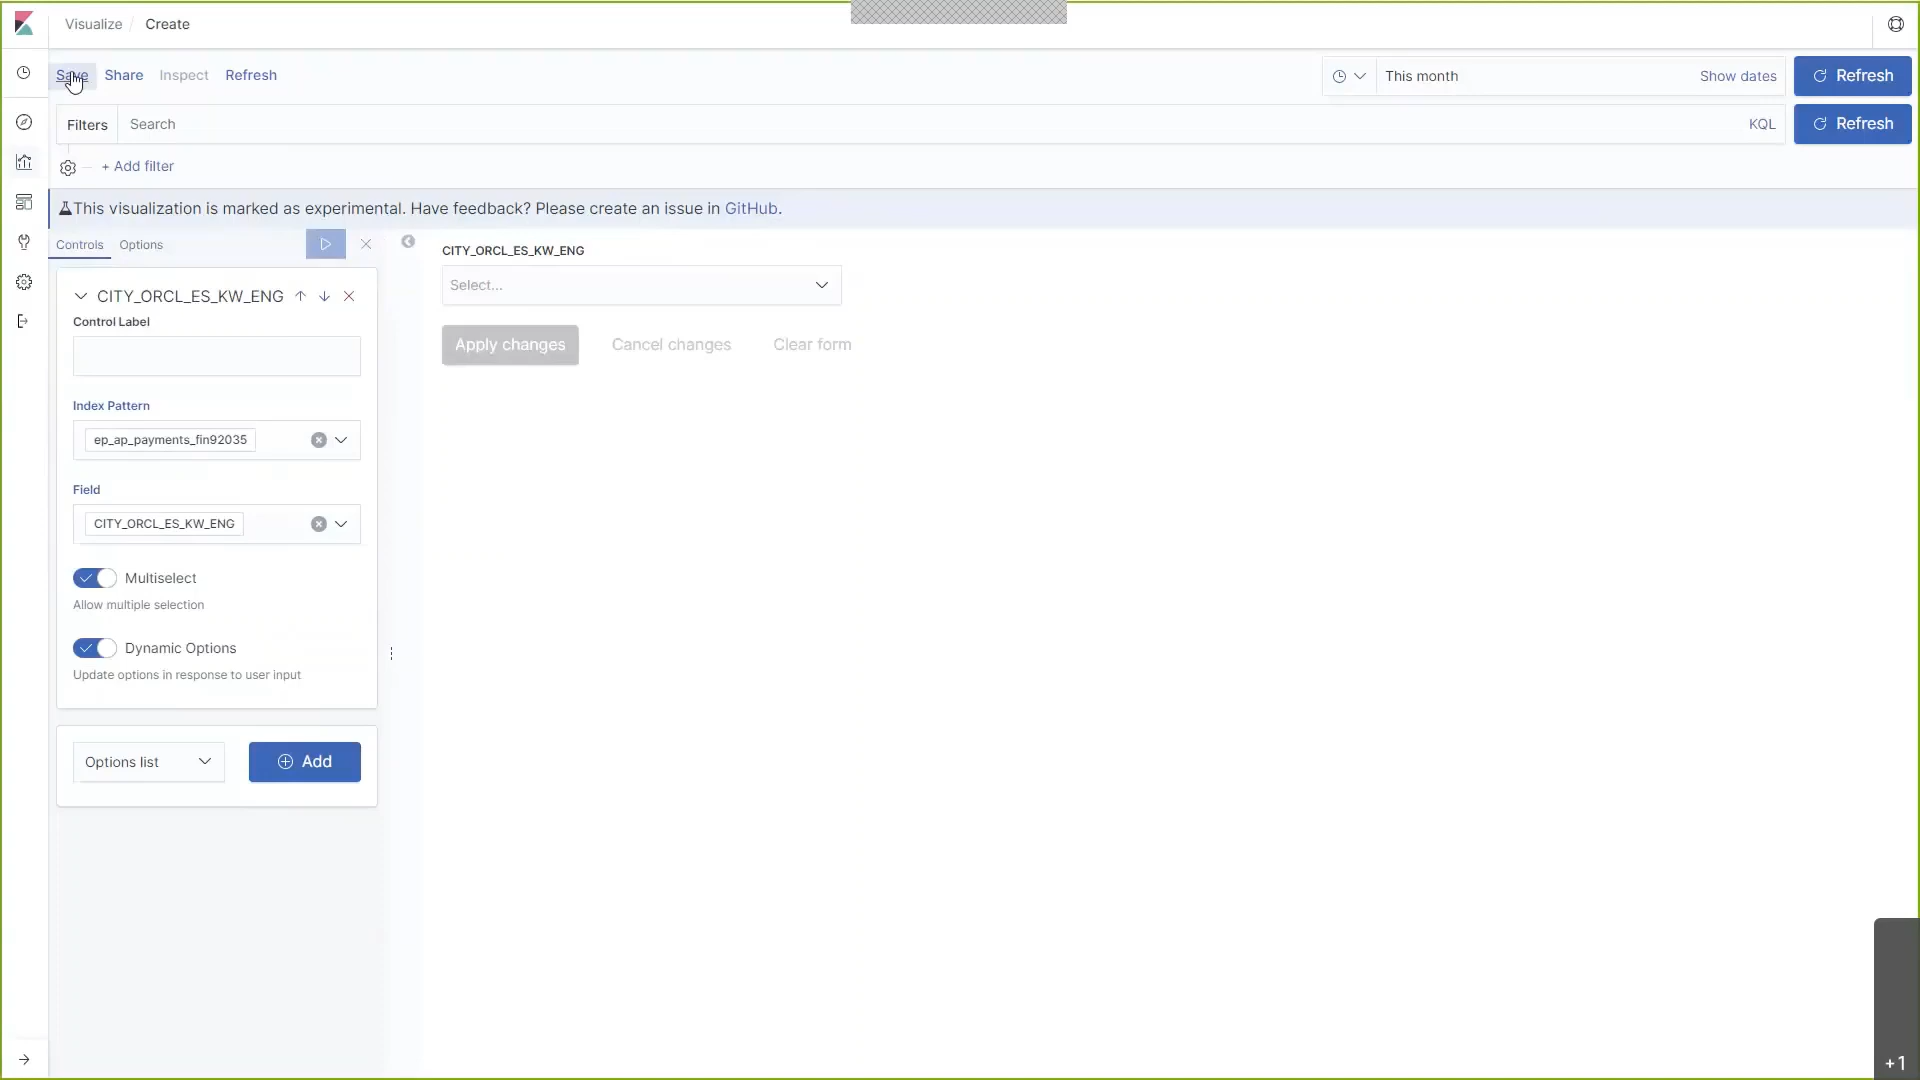 Visualize / Create
Save Share Inspect Refresh
This month Show dates Refresh
Filters Search KQL Refresh
+ Add filter
This visualization is marked as experimental. Have feedback? Please create an issue in GitHub.
Controls Options
CITY_ORCL_ES_KW_ENG
Control Label
Index Pattern
ep_ap_payments_fin92035
Field
CITY_ORCL_ES_KW_ENG
Multiselect
Allow multiple selection
Dynamic Options
Update options in response to user input
Options list Add
CITY_ORCL_ES_KW_ENG
Select...
Apply changes Cancel changes Clear form
+1